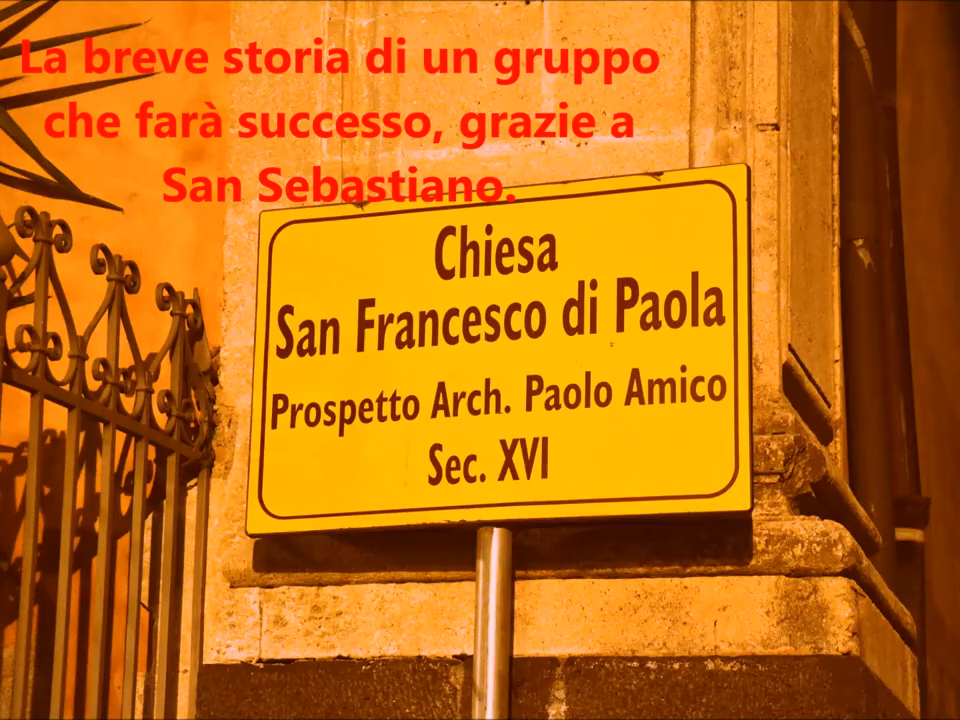 La breve storia di un gruppo
che farà successo, grazie a
San Sebastiano.
Chiesa
San Francesco di Paola
Prospetto Arch. Paolo Amico
Sec. XVI